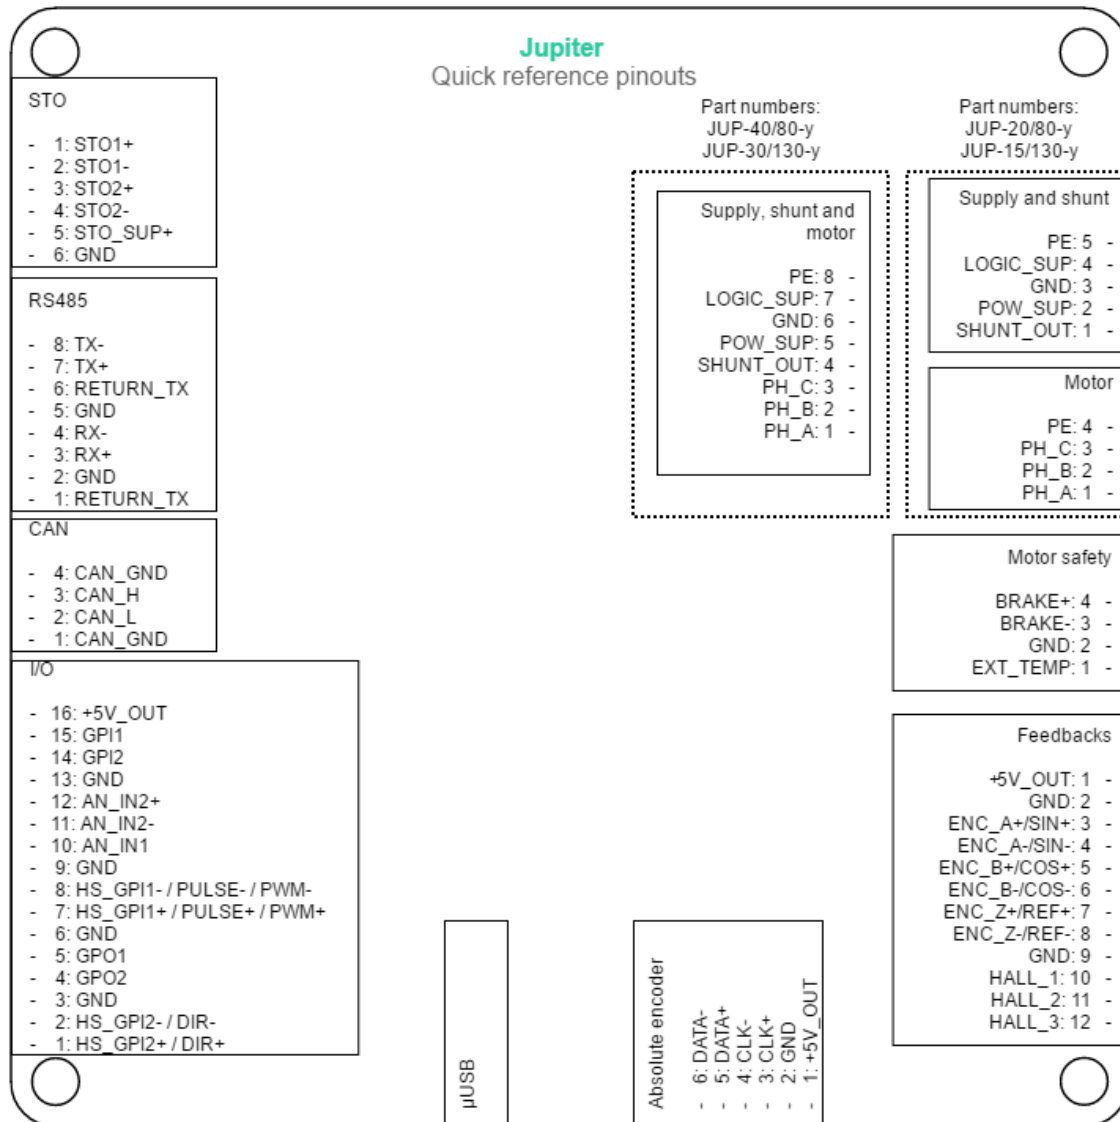 Jupiter
Quick reference pinouts
STO
- 1: STO1+
- 2: STO1-
- 3: STO2+
- 4: STO2-
- 5: STO_SUP+
- 6: GND
RS485
- 8: TX-
- 7: TX+
- 6: RETURN_TX
- 5: GND
- 4: RX-
- 3: RX+
- 2: GND
- 1: RETURN_TX
CAN
- 4: CAN_GND
- 3: CAN_H
- 2: CAN_L
- 1: CAN_GND
I/O
- 16: +5V_OUT
- 15: GPI1
- 14: GPI2
- 13: GND
- 12: AN_IN2+
- 11: AN_IN2-
- 10: AN_IN1
- 9: GND
- 8: HS_GPI1- / PULSE- / PWM-
- 7: HS_GPI1+ / PULSE+ / PWM+
- 6: GND
- 5: GPO1
- 4: GPO2
- 3: GND
- 2: HS_GPI2- / DIR-
- 1: HS_GPI2+ / DIR+
Part numbers:
JUP-40/80-y
JUP-30/130-y
Supply, shunt and
motor
PE: 8 -
LOGIC_SUP: 7 -
GND: 6 -
POW_SUP: 5 -
SHUNT_OUT: 4 -
PH_C: 3 -
PH_B: 2 -
PH_A: 1 -
Part numbers:
JUP-20/80-y
JUP-15/130-y
Supply and shunt
PE: 5 -
LOGIC_SUP: 4 -
GND: 3 -
POW_SUP: 2 -
SHUNT_OUT: 1 -
Motor
PE: 4 -
PH_C: 3 -
PH_B: 2 -
PH_A: 1 -
Motor safety
BRAKE+: 4 -
BRAKE-: 3 -
GND: 2 -
EXT_TEMP: 1 -
Feedbacks
+5V_OUT: 1 -
GND: 2 -
ENC_A+/SIN+: 3 -
ENC_A-/SIN-: 4 -
ENC_B+/COS+: 5 -
ENC_B-/COS-: 6 -
ENC_Z+/REF+: 7 -
ENC_Z-/REF-: 8 -
GND: 9 -
HALL_1: 10 -
HALL_2: 11 -
HALL_3: 12 -
µUSB
Absolute encoder
- 6: DATA-
- 5: DATA+
- 4: CLK-
- 3: CLK+
- 2: GND
- 1: +5V_OUT